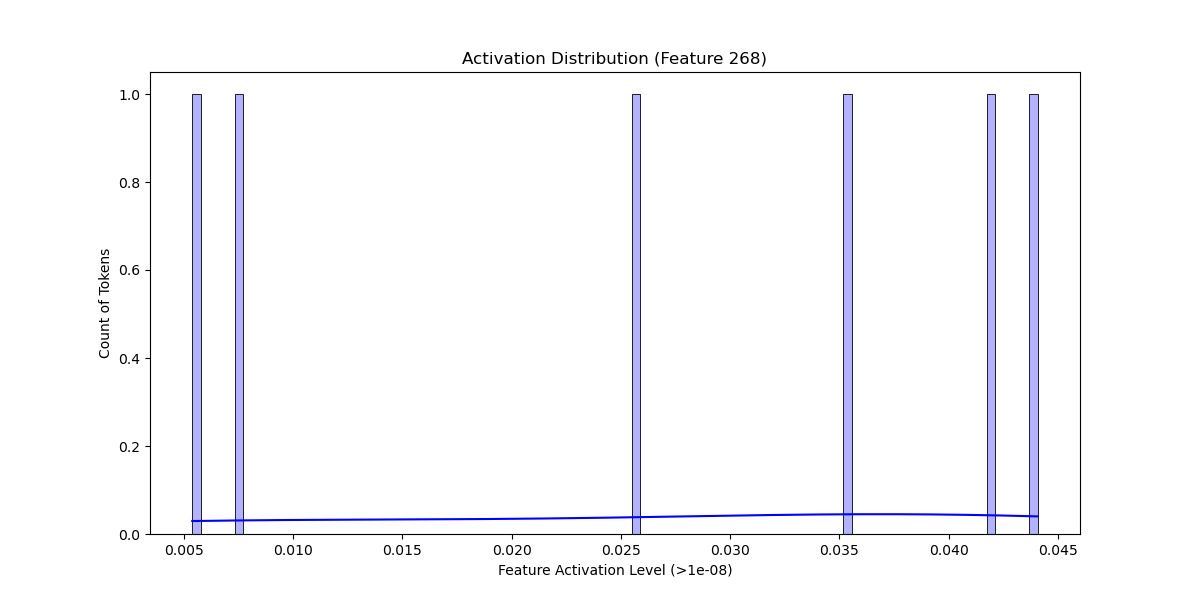 Activation Distribution (Feature 268)
1.0
0.8
0.6
0.4
0.2
0.0
Count of Tokens
0.005 0.010 0.015 0.020 0.025 0.030 0.035 0.040 0.045
Feature Activation Level (>1e-08)